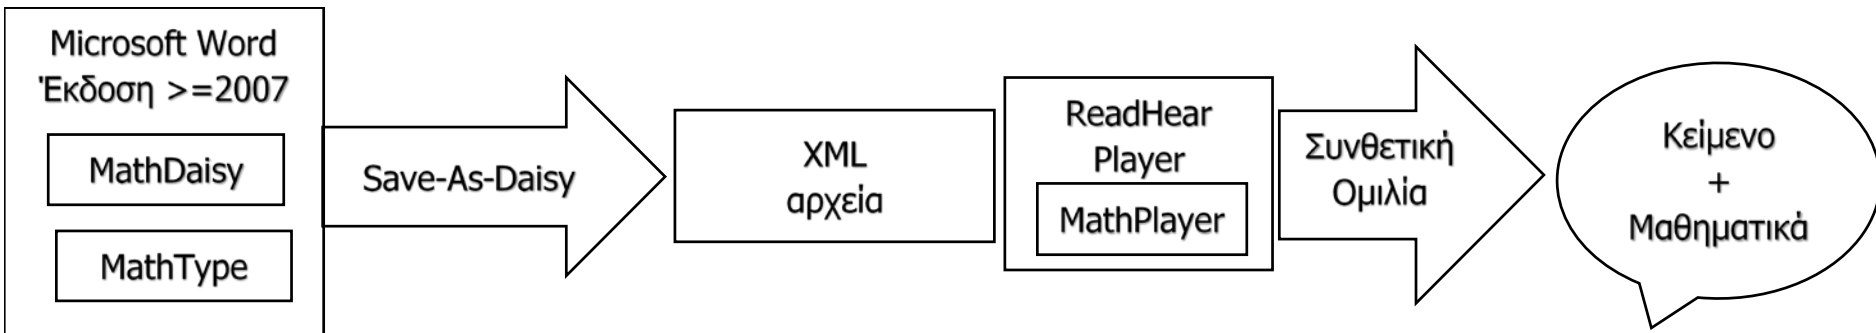 Microsoft Word
Έκδοση >=2007
MathDaisy
MathType
Save-As-Daisy
XML
αρχεία
ReadHear
Player
MathPlayer
Συνθετική
Ομιλία
Κείμενο
+
Μαθηματικά